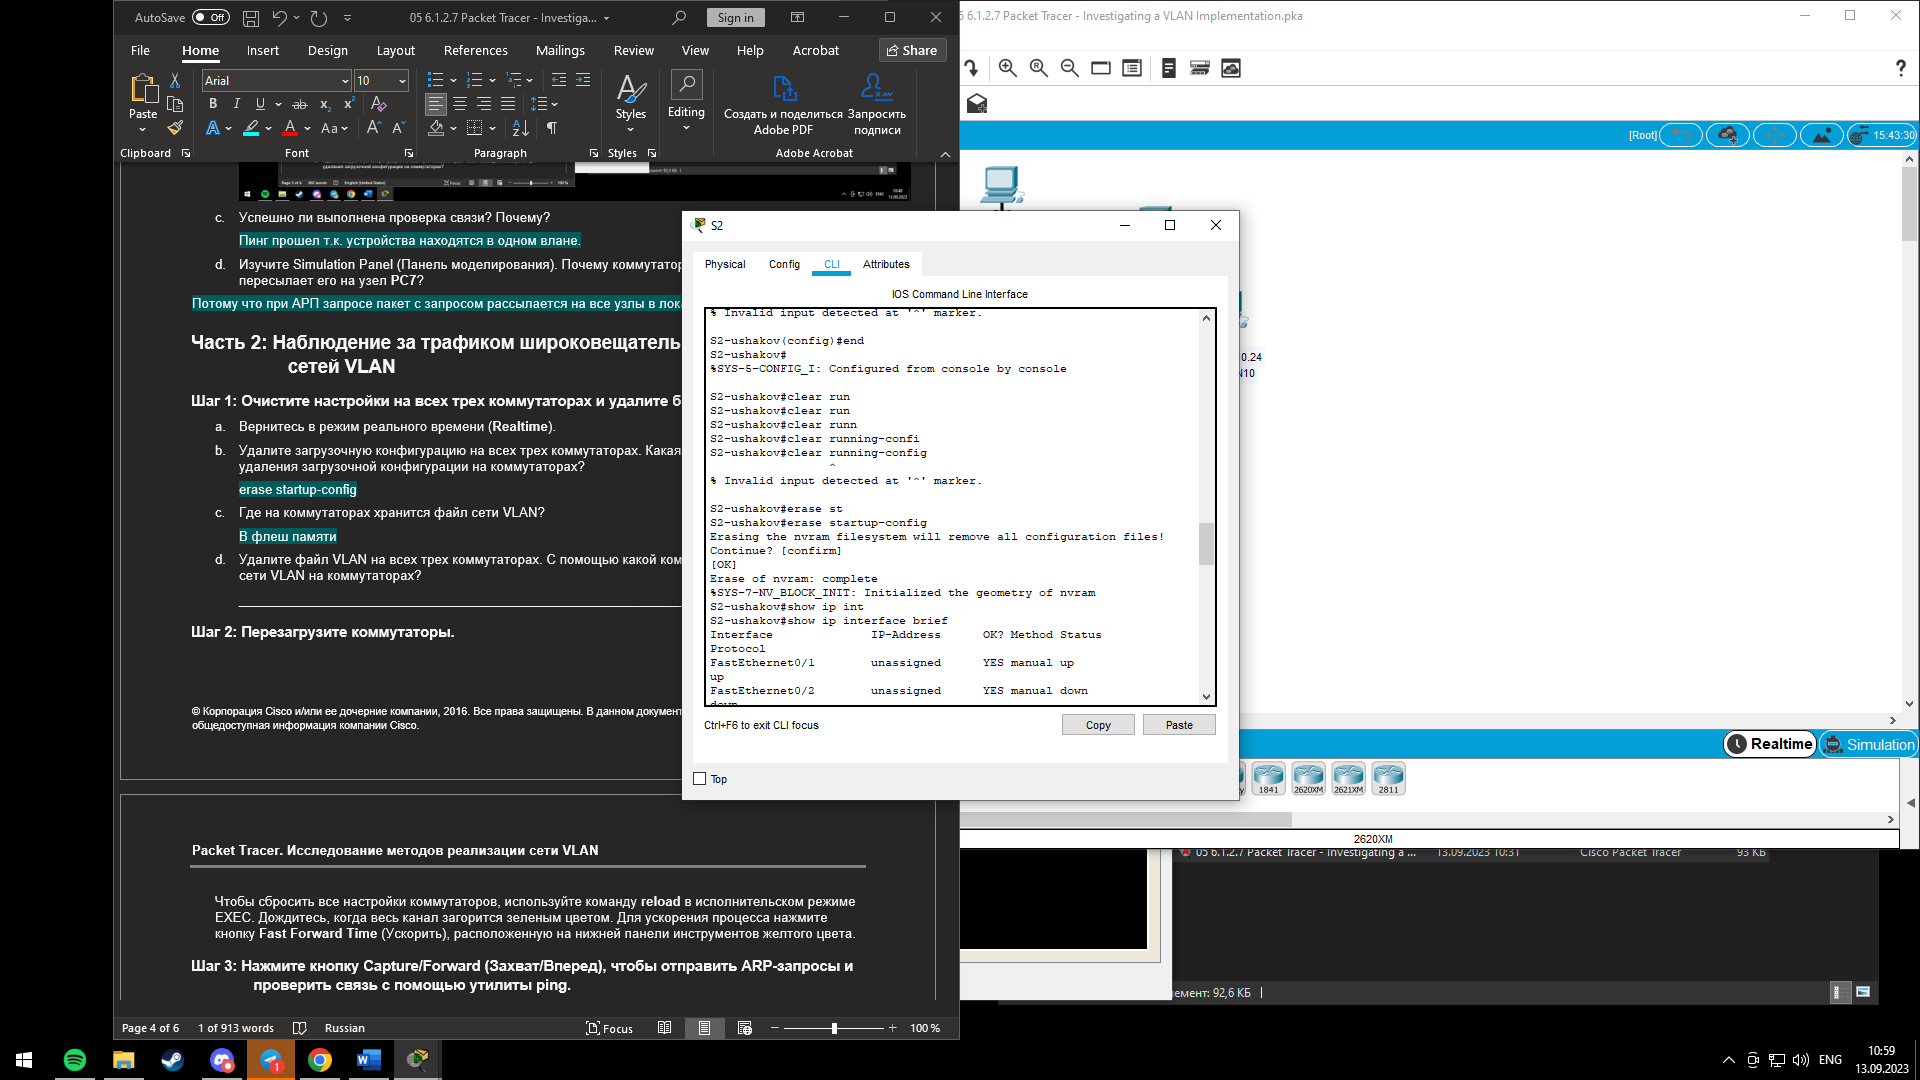 AutoSave Off 05 6.1.2.7 Packet Tracer - Investiga... Sign in
File Home Insert Design Layout References Mailings Review View Help Acrobat Share
Paste
Arial 10
B I U ab x₂ x²
A Aa A A
Styles
Editing
Создать и поделиться Adobe PDF
Запросить подписи
Clipboard Font Paragraph Styles Adobe Acrobat
c. Успешно ли выполнена проверка связи? Почему?
Пинг прошел т.к. устройства находятся в одном влане.
d. Изучите Simulation Panel (Панель моделирования). Почему коммутатор
пересылает его на узел PC7?
Потому что при АРП запросе пакет с запросом рассылается на все узлы в лока
Часть 2: Наблюдение за трафиком широковещатель
сетей VLAN
Шаг 1: Очистите настройки на всех трех коммутаторах и удалите б
a. Вернитесь в режим реального времени (Realtime).
b. Удалите загрузочную конфигурацию на всех трех коммутаторах. Какая
удаления загрузочной конфигурации на коммутаторах?
erase startup-config
c. Где на коммутаторах хранится файл сети VLAN?
В флеш памяти
d. Удалите файл VLAN на всех трех коммутаторах. С помощью какой ком
сети VLAN на коммутаторах?
Шаг 2: Перезагрузите коммутаторы.
© Корпорация Cisco и/или ее дочерние компании, 2016. Все права защищены. В данном документ
общедоступная информация компании Cisco.
Packet Tracer. Исследование методов реализации сети VLAN
Чтобы сбросить все настройки коммутаторов, используйте команду reload в исполнительском режиме
EXEC. Дождитесь, когда весь канал загорится зеленым цветом. Для ускорения процесса нажмите
кнопку Fast Forward Time (Ускорить), расположенную на нижней панели инструментов желтого цвета.
Шаг 3: Нажмите кнопку Capture/Forward (Захват/Вперед), чтобы отправить ARP-запросы и
проверить связь с помощью утилиты ping.
Page 4 of 6 1 of 913 words Russian Focus 100 %
S2
Physical Config CLI Attributes
IOS Command Line Interface
% Invalid input detected at '^' marker.
S2-ushakov(config)#end
S2-ushakov#
%SYS-5-CONFIG_I: Configured from console by console
S2-ushakov#clear run
S2-ushakov#clear run
S2-ushakov#clear runn
S2-ushakov#clear running-confi
S2-ushakov#clear running-config
^
% Invalid input detected at '^' marker.
S2-ushakov#erase st
S2-ushakov#erase startup-config
Erasing the nvram filesystem will remove all configuration files!
Continue? [confirm]
[OK]
Erase of nvram: complete
%SYS-7-NV_BLOCK_INIT: Initialized the geometry of nvram
S2-ushakov#show ip int
S2-ushakov#show ip interface brief
Interface IP-Address OK? Method Status
Protocol
FastEthernet0/1 unassigned YES manual up
up
FastEthernet0/2 unassigned YES manual down
down
Ctrl+F6 to exit CLI focus
Copy Paste
Top
5 6.1.2.7 Packet Tracer - Investigating a VLAN Implementation.pka
?
[Root] 15:43:30
0.24
N10
Realtime Simulation
1841 2620XM 2621XM 2811
2620XM
05 6.1.2.7 Packet Tracer - Investigating a ... 13.09.2023 10:31 Cisco Packet Tracer 93 КБ
емент: 92,6 КБ
1
ENG
10:59
13.09.2023